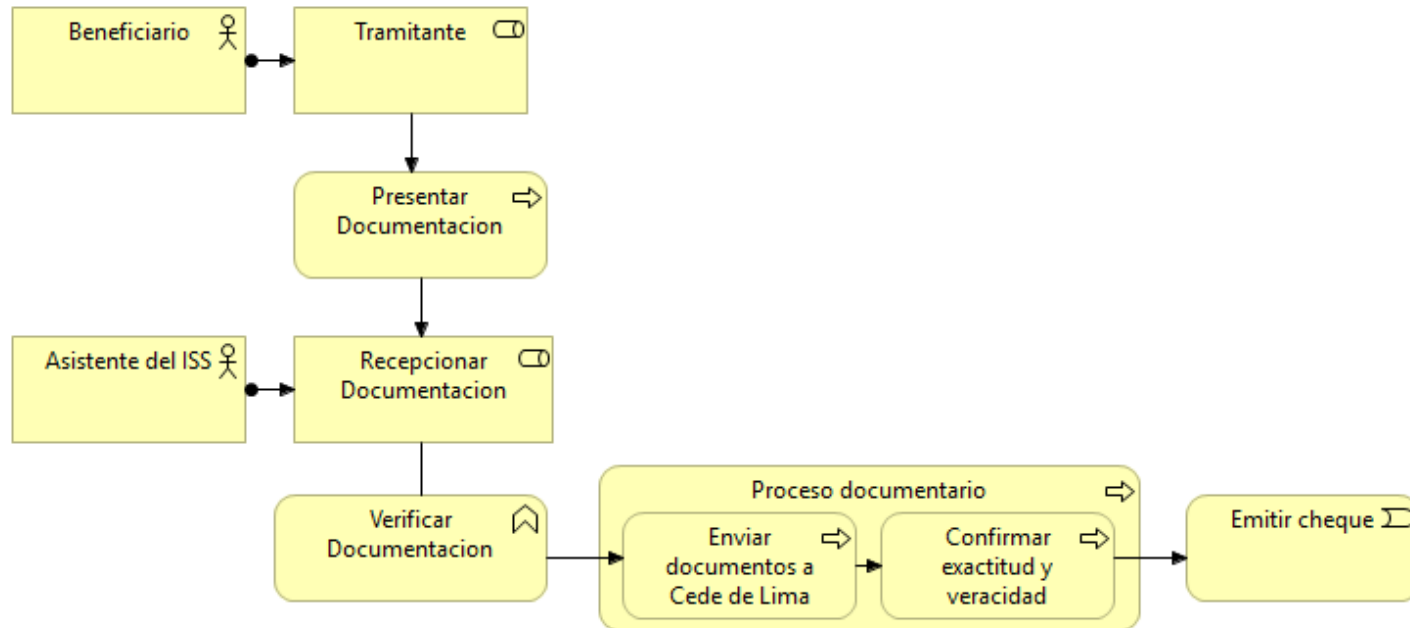 Beneficiario
Tramitante
Presentar
Documentacion
Asistente del ISS
Recepcionar
Documentacion
Verificar
Documentacion
Proceso documentario
Enviar
documentos a
Cede de Lima
Confirmar
exactitud y
veracidad
Emitir cheque